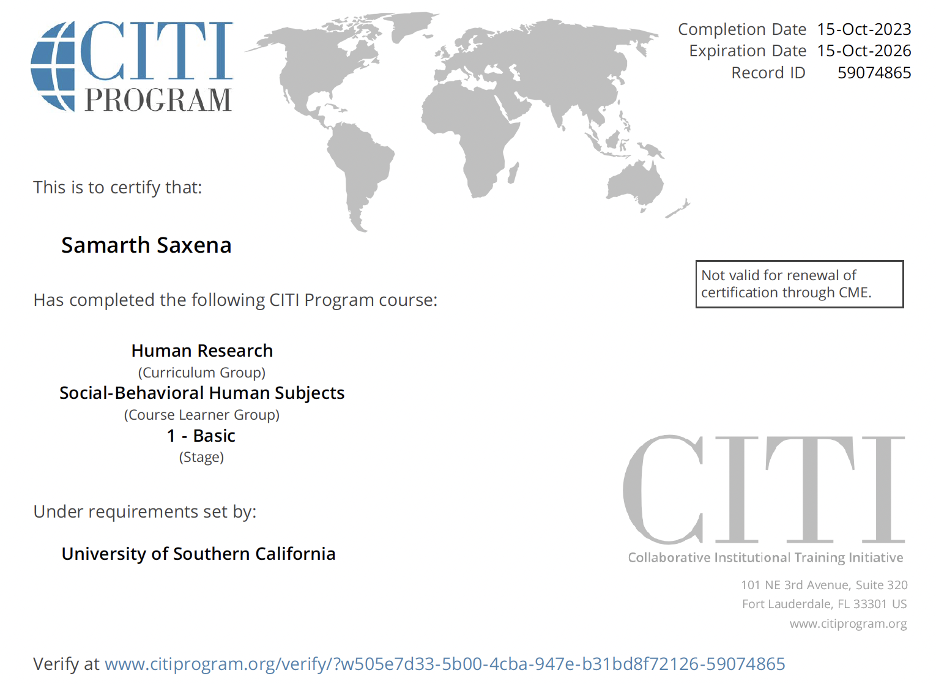 CITI
PROGRAM
Completion Date 15-Oct-2023
Expiration Date 15-Oct-2026
Record ID 59074865
This is to certify that:
Samarth Saxena
Has completed the following CITI Program course:
Not valid for renewal of
certification through CME.
Human Research
(Curriculum Group)
Social-Behavioral Human Subjects
(Course Learner Group)
1 - Basic
(Stage)
Under requirements set by:
University of Southern California
CITI
Collaborative Institutional Training Initiative
101 NE 3rd Avenue, Suite 320
Fort Lauderdale, FL 33301 US
www.citiprogram.org
Verify at www.citiprogram.org/verify/?w505e7d33-5b00-4cba-947e-b31bd8f72126-59074865